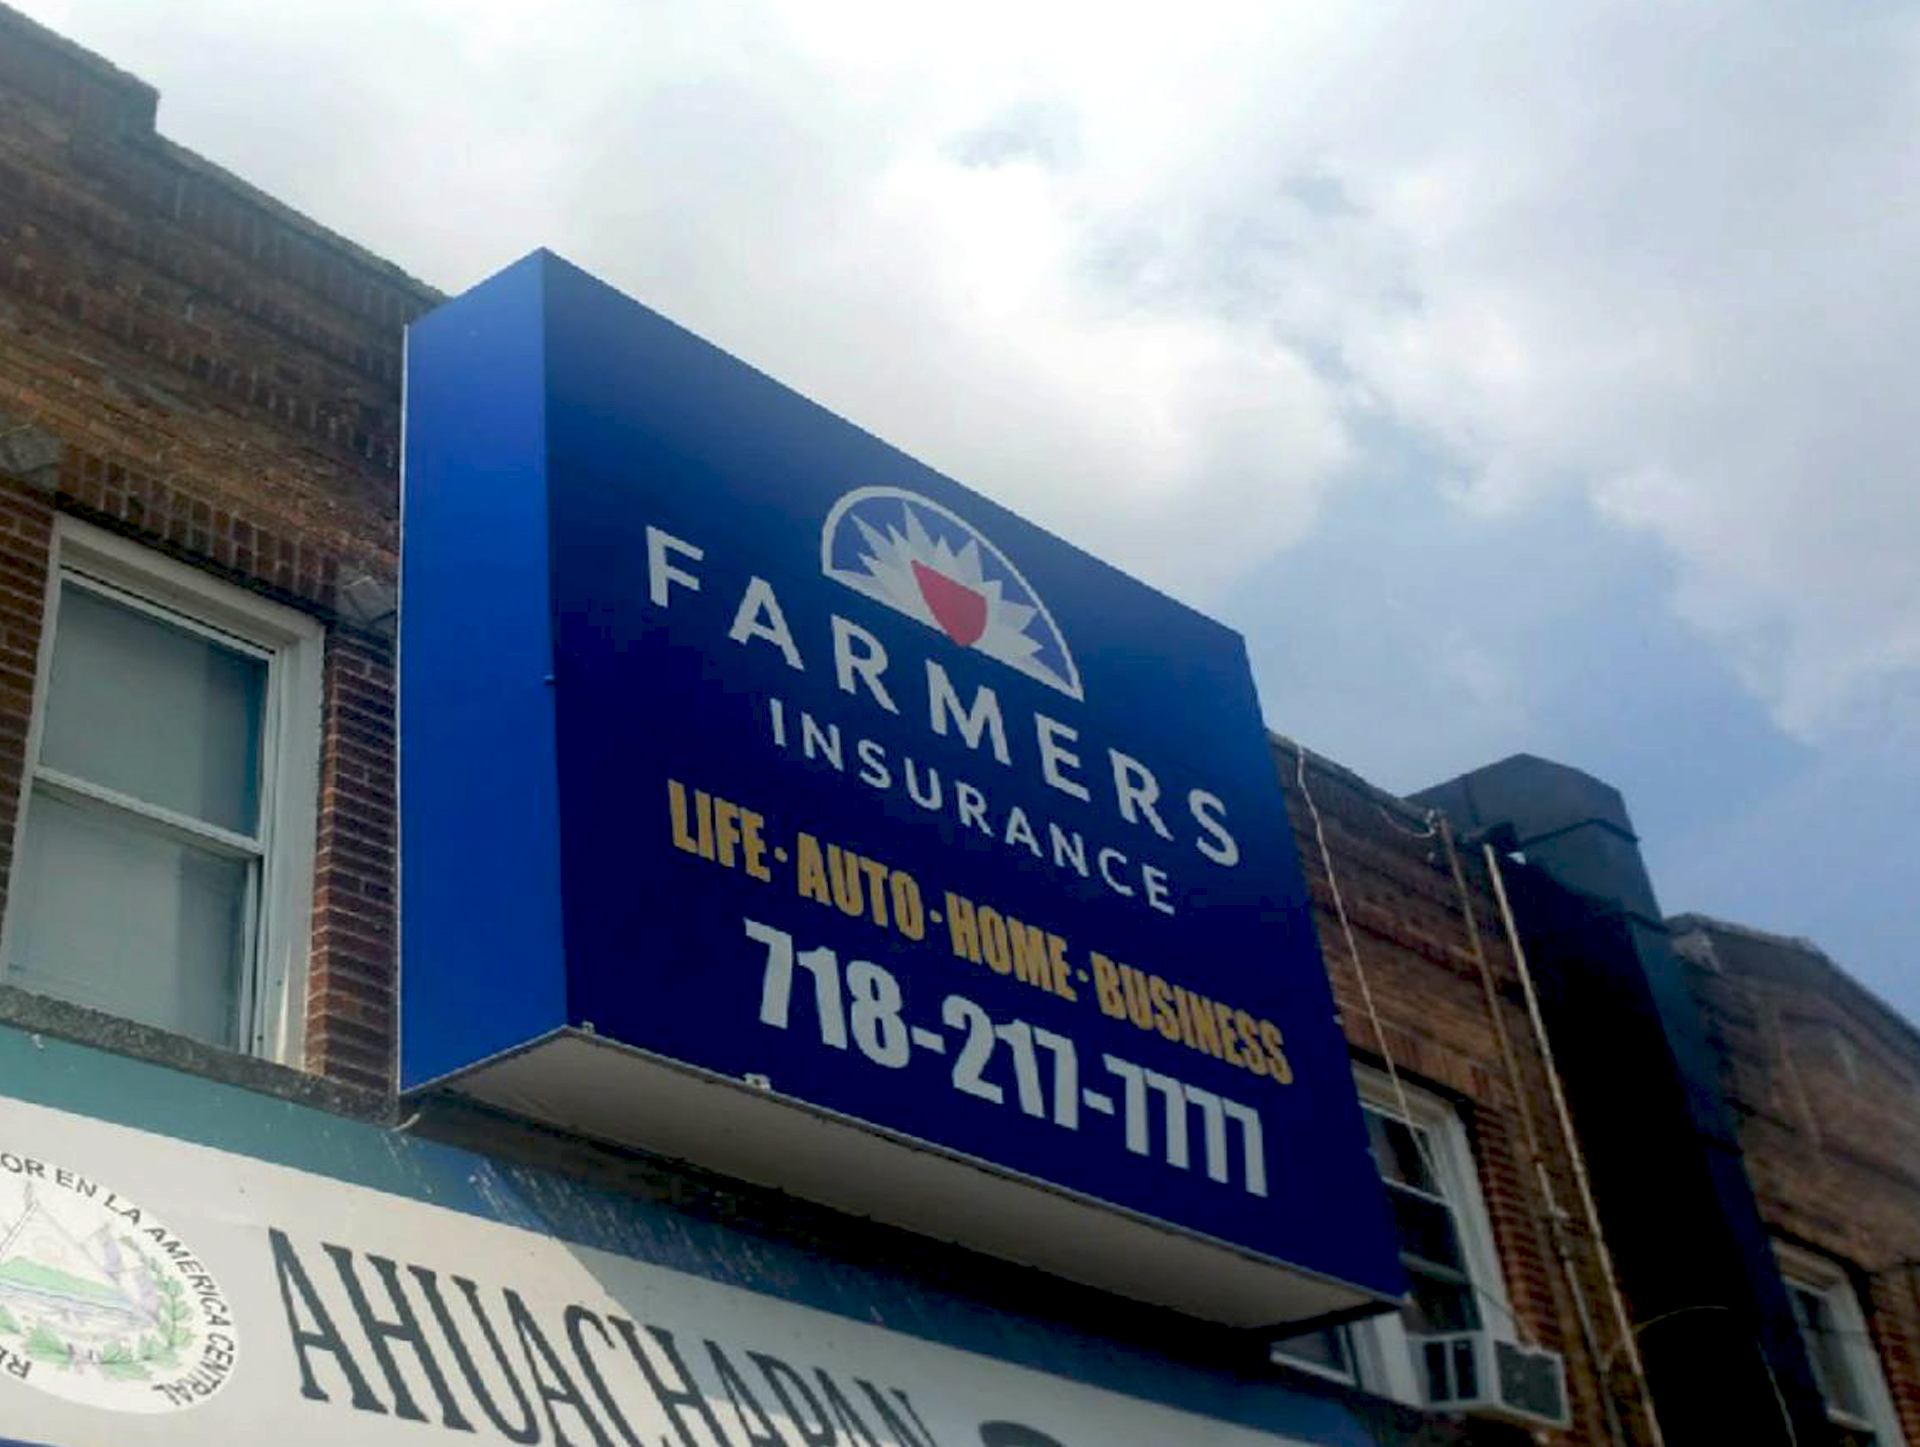 FARMERS
INSURANCE
LIFE·AUTO·HOME·BUSINESS
718-217-7777
OR EN LA AMERICA CENTRAL
AHUACHAPAN